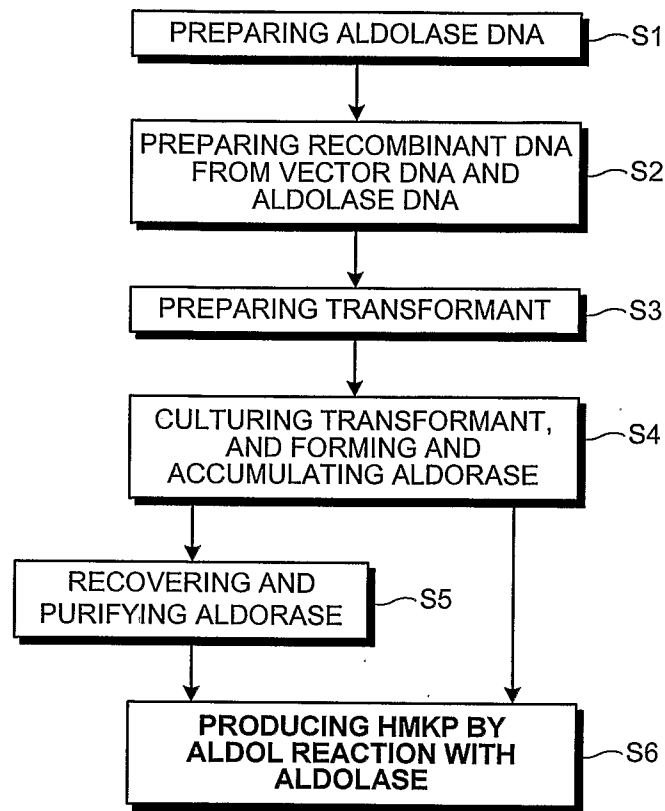 PREPARING ALDOLASE DNA
S1
PREPARING RECOMBINANT DNA
FROM VECTOR DNA AND
ALDOLASE DNA
S2
PREPARING TRANSFORMANT
S3
CULTURING TRANSFORMANT,
AND FORMING AND
ACCUMULATING ALDORASE
S4
RECOVERING AND
PURIFYING ALDORASE
S5
PRODUCING HMKP BY
ALDOL REACTION WITH
ALDOLASE
S6